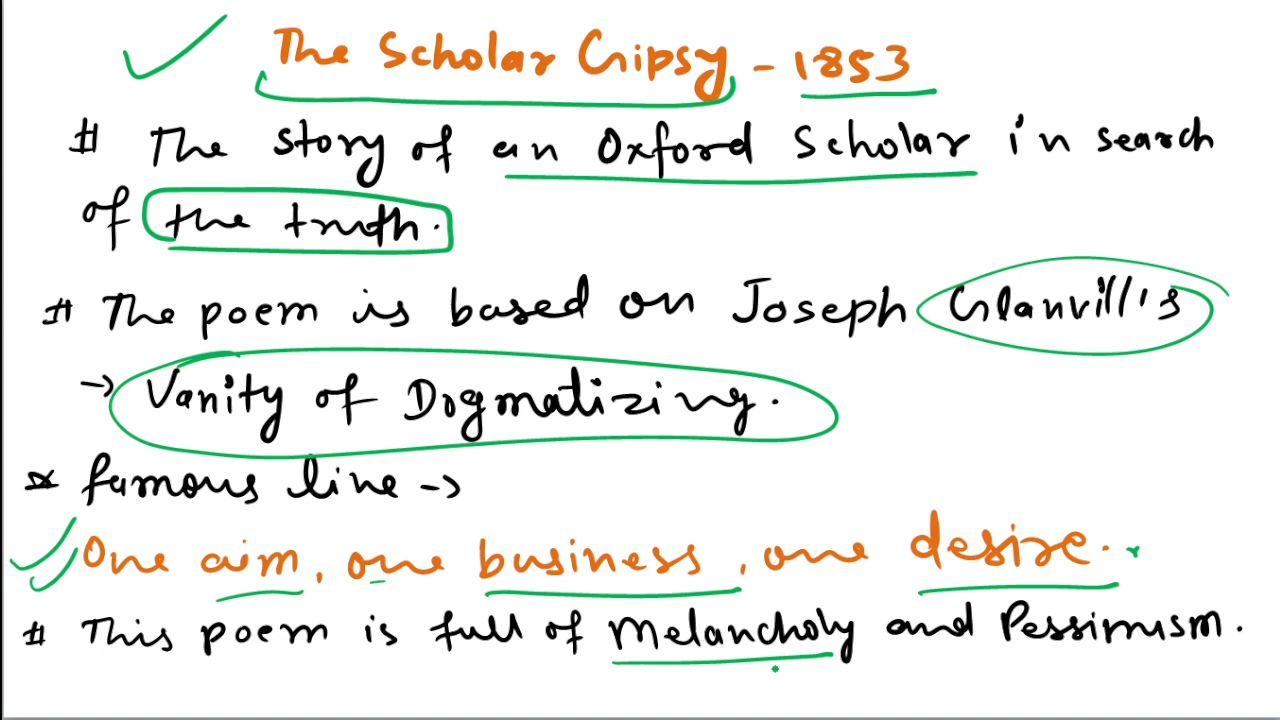 The Scholar Gipsy - 1853
# The story of an Oxford Scholar in search
of the truth.
# The poem is based on Joseph Glanvill's
→ Vanity of Dogmatizing.
* famous line →
One aim, one business, one desire.
# This poem is full of Melancholy and Pessimism.